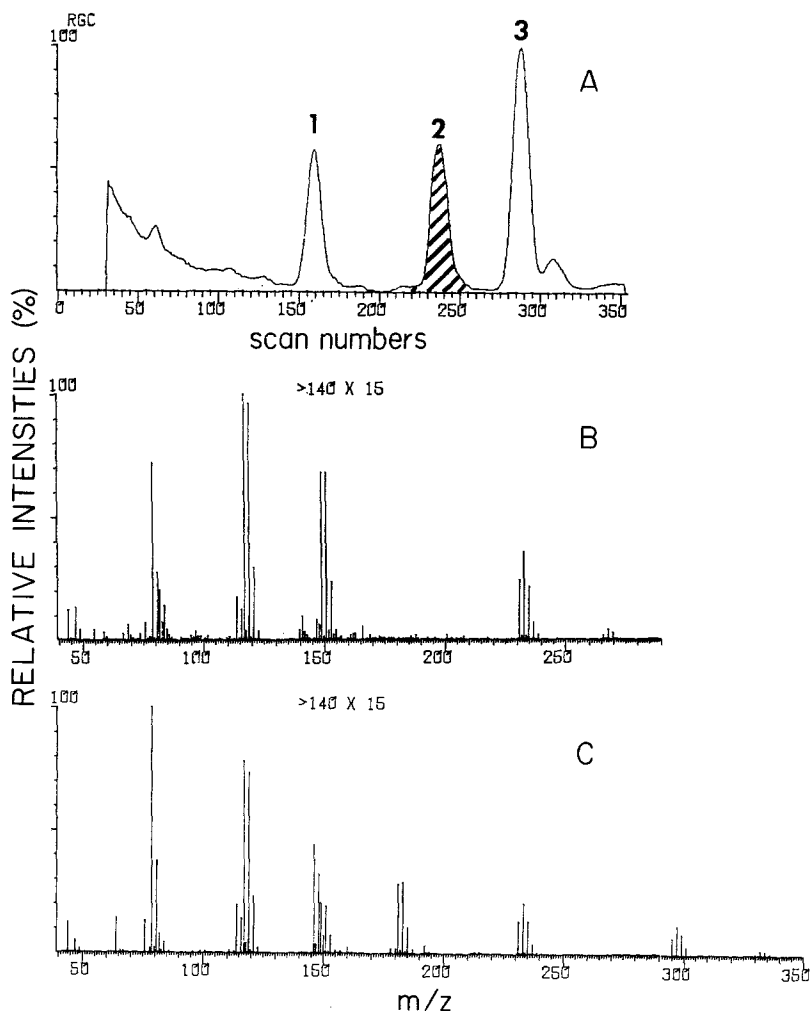 RGC
100
1
2
3
A
0 50 100 150 200 250 300 350
scan numbers
RELATIVE INTENSITIES (%)
100
>140 X 15
B
50 100 150 200 250
100
>140 X 15
C
50 100 150 200 250 300 350
m/z